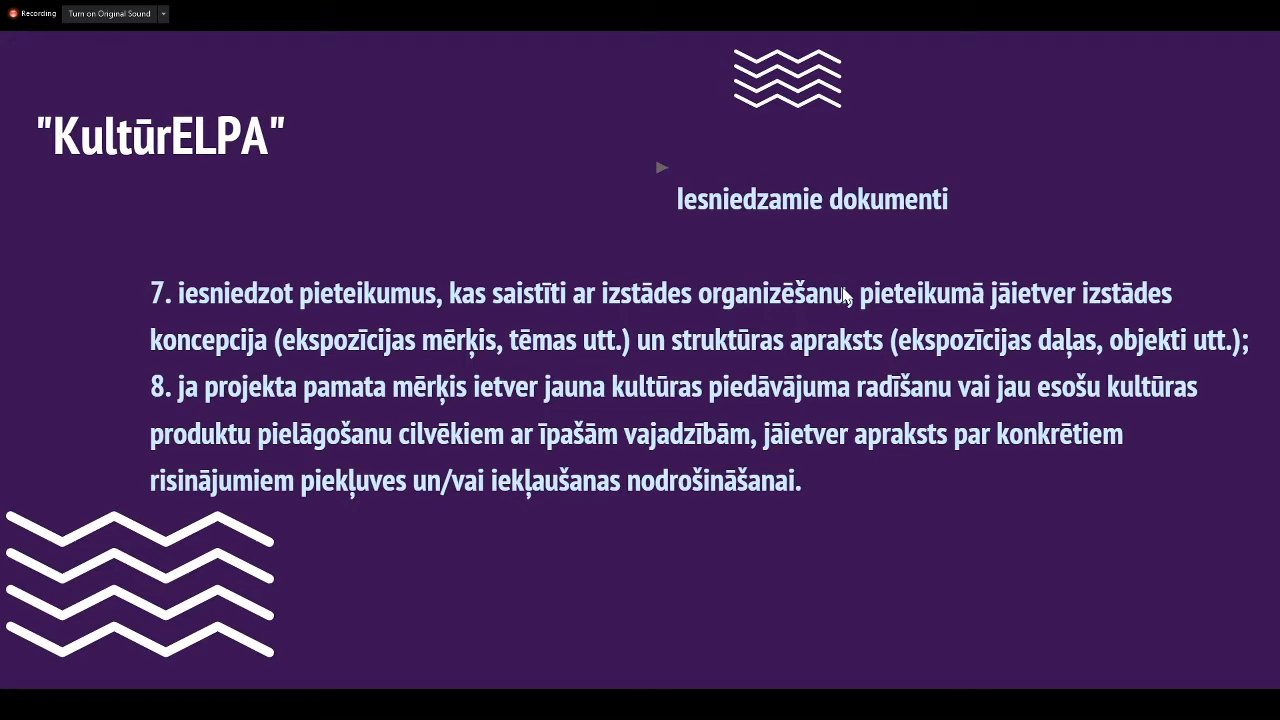 Recording
Turn on Original Sound
"KultūrELPA"
Iesniedzamie dokumenti
7. iesniedzot pieteikumus, kas saistīti ar izstādes organizēšanu, pieteikumā jāietver izstādes
koncepcija (ekspozīcijas mērķis, tēmas utt.) un struktūras apraksts (ekspozīcijas daļas, objekti utt.);
8. ja projekta pamata mērķis ietver jauna kultūras piedāvājuma radīšanu vai jau esošu kultūras
produktu pielāgošanu cilvēkiem ar īpašām vajadzībām, jāietver apraksts par konkrētiem
risinājumiem piekļuves un/vai iekļaušanas nodrošināšanai.